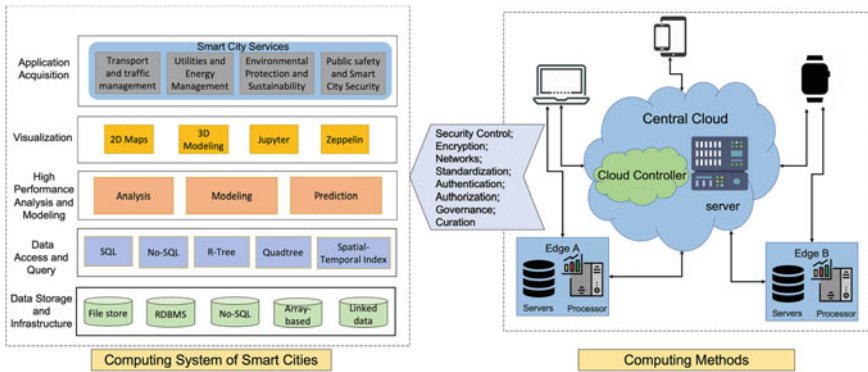 Smart City Services
Application
Acquisition
Transport
and traffic
management
Utilities and
Energy
Management
Environmental
Protection and
Sustainability
Public safety
and Smart
City Security
Visualization
2D Maps
3D
Modeling
Jupyter
Zeppelin
High
Performance
Analysis and
Modeling
Analysis
Modeling
Prediction
Data
Access and
Query
SQL
No-SQL
R-Tree
Quadtree
Spatial-
Temporal Index
Data Storage
and
Infrastructure
File store
RDBMS
No-SQL
Array-
based
Linked
data
Computing System of Smart Cities
Security Control;
Encryption;
Networks;
Standardization;
Authentication;
Authorization;
Governance;
Curation
Central Cloud
Cloud Controller
server
Edge A
Servers
Processor
Edge B
Servers
Processor
Computing Methods